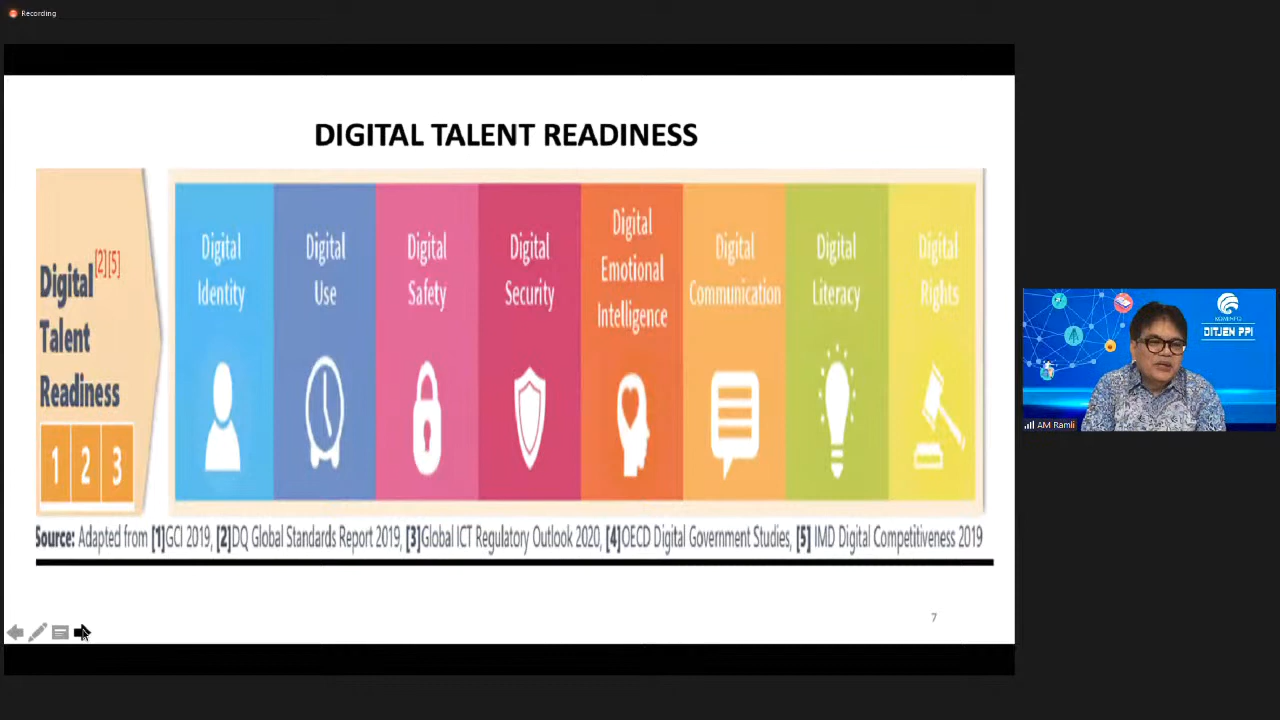 Recording
DIGITAL TALENT READINESS
Digital[2][5]
Talent
Readiness
1 2 3
Digital
Identity
Digital
Use
Digital
Safety
Digital
Security
Digital
Emotional
Intelligence
Digital
Communication
Digital
Literacy
Digital
Rights
Source: Adapted from [1]GCI 2019, [2]DQ Global Standards Report 2019, [3]Global ICT Regulatory Outlook 2020, [4]OECD Digital Government Studies, [5] IMD Digital Competitiveness 2019
7
KOMINFO
DITJEN PPI
AM Ramli